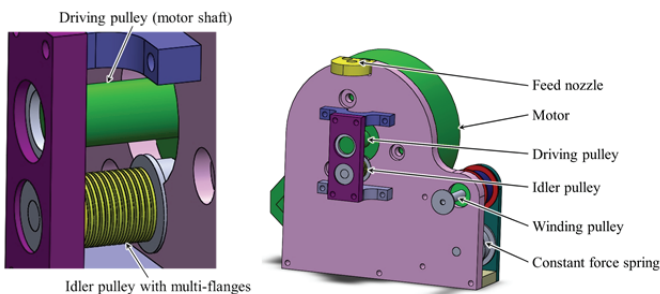 Driving pulley (motor shaft)
Idler pulley with multi-flanges
Feed nozzle
Motor
Driving pulley
Idler pulley
Winding pulley
Constant force spring